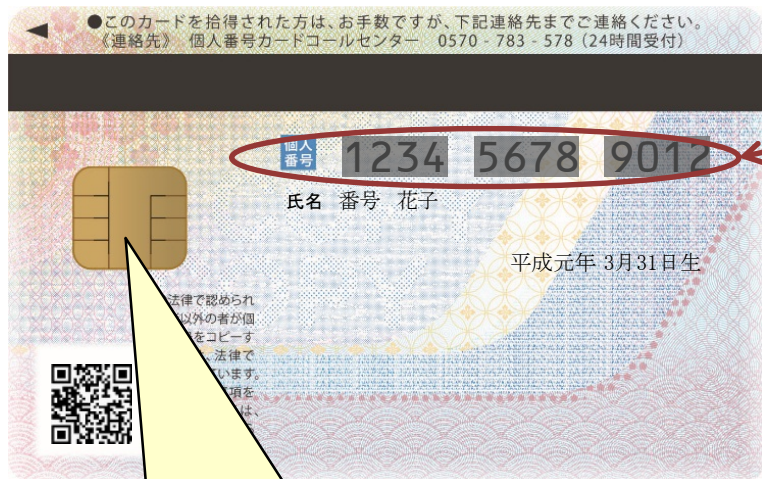 ●このカードを拾得された方は、お手数ですが、下記連絡先までご連絡ください。
《連絡先》 個人番号カードコールセンター 0570-783-578(24時間受付)
個人番号 1234 5678 9012
氏名 番号 花子
平成元年 3月31日生
法律で認められ
以外の者が個
をコピーす
法律で
います。
項を
は、